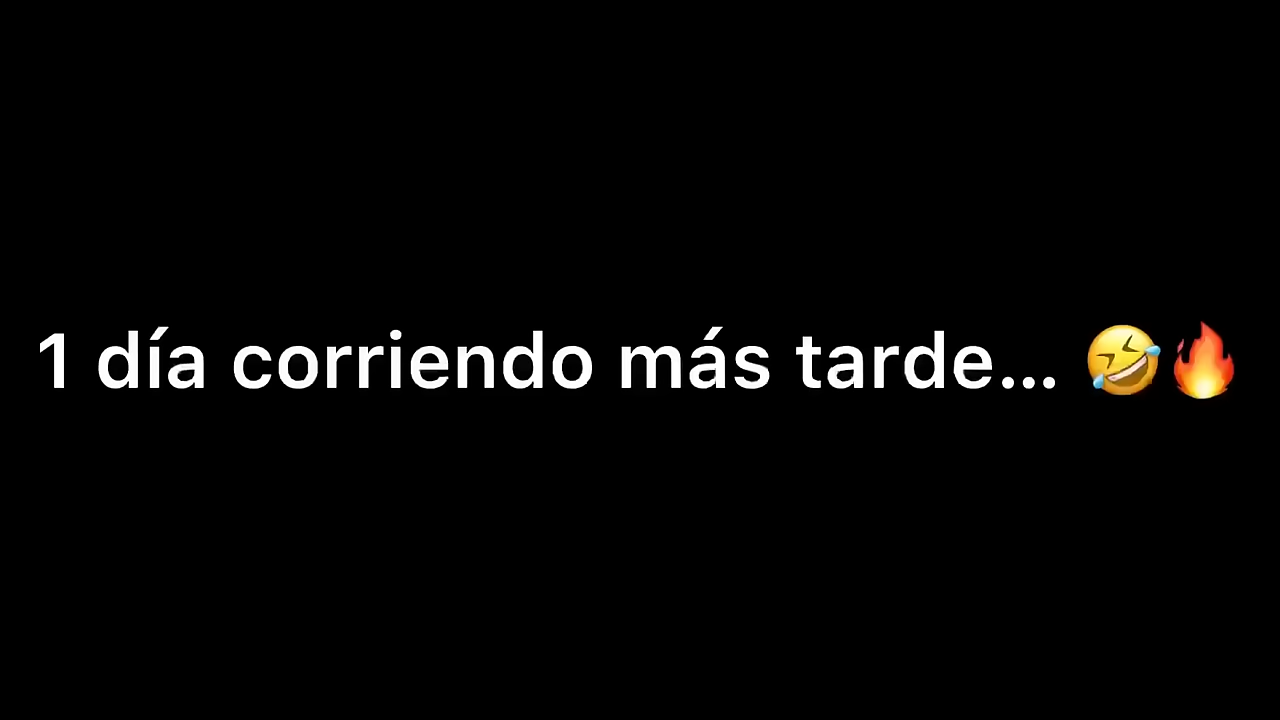 1 día corriendo más tarde... 🤣🔥